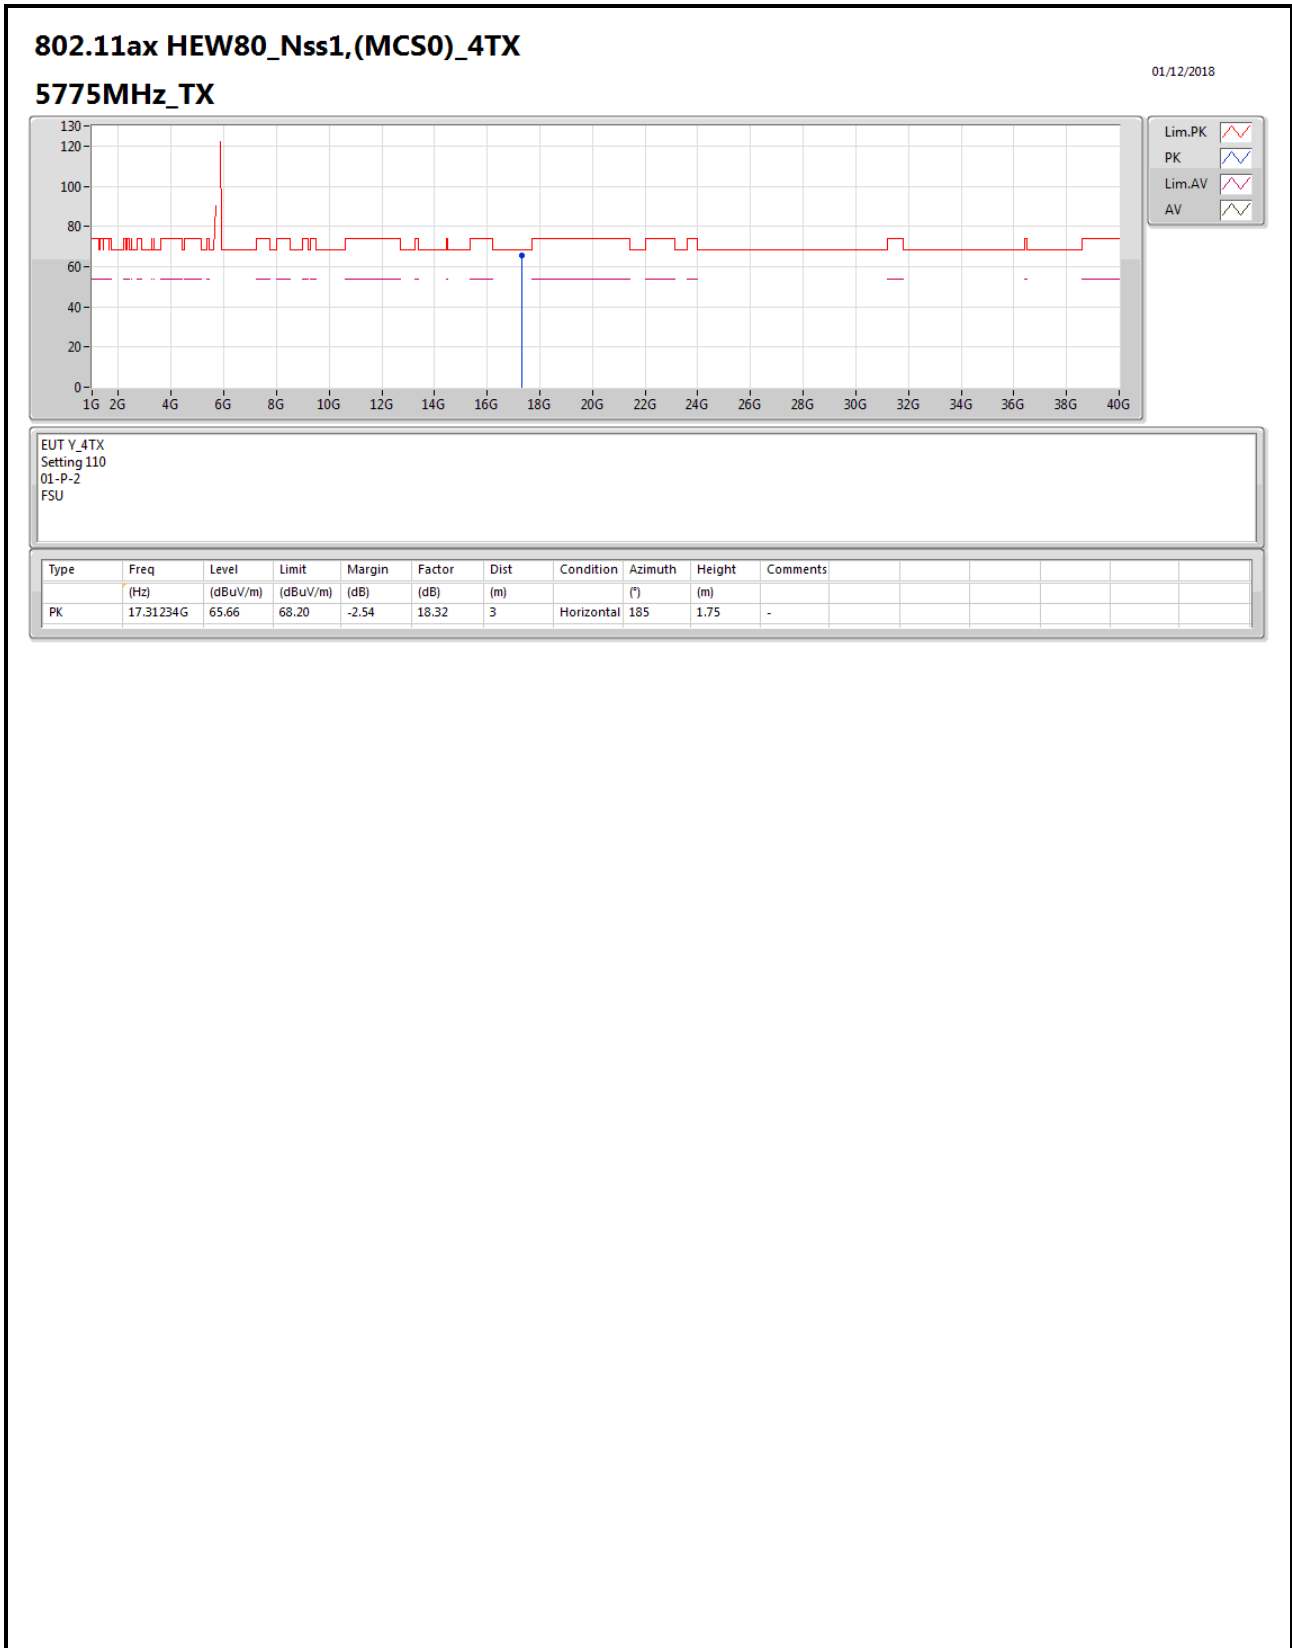 802.11ax HEW80_Nss1,(MCS0)_4TX
01/12/2018
5775MHz_TX
130
120
100
80
60
40
20
0
1G 2G 4G 6G 8G 10G 12G 14G 16G 18G 20G 22G 24G 26G 28G 30G 32G 34G 36G 38G 40G
Lim.PK
PK
Lim.AV
AV
EUT Y_4TX
Setting 110
01-P-2
FSU
Type Freq Level Limit Margin Factor Dist Condition Azimuth Height Comments
(Hz) (dBuV/m) (dBuV/m) (dB) (dB) (m) (°) (m)
PK 17.31234G 65.66 68.20 -2.54 18.32 3 Horizontal 185 1.75 -